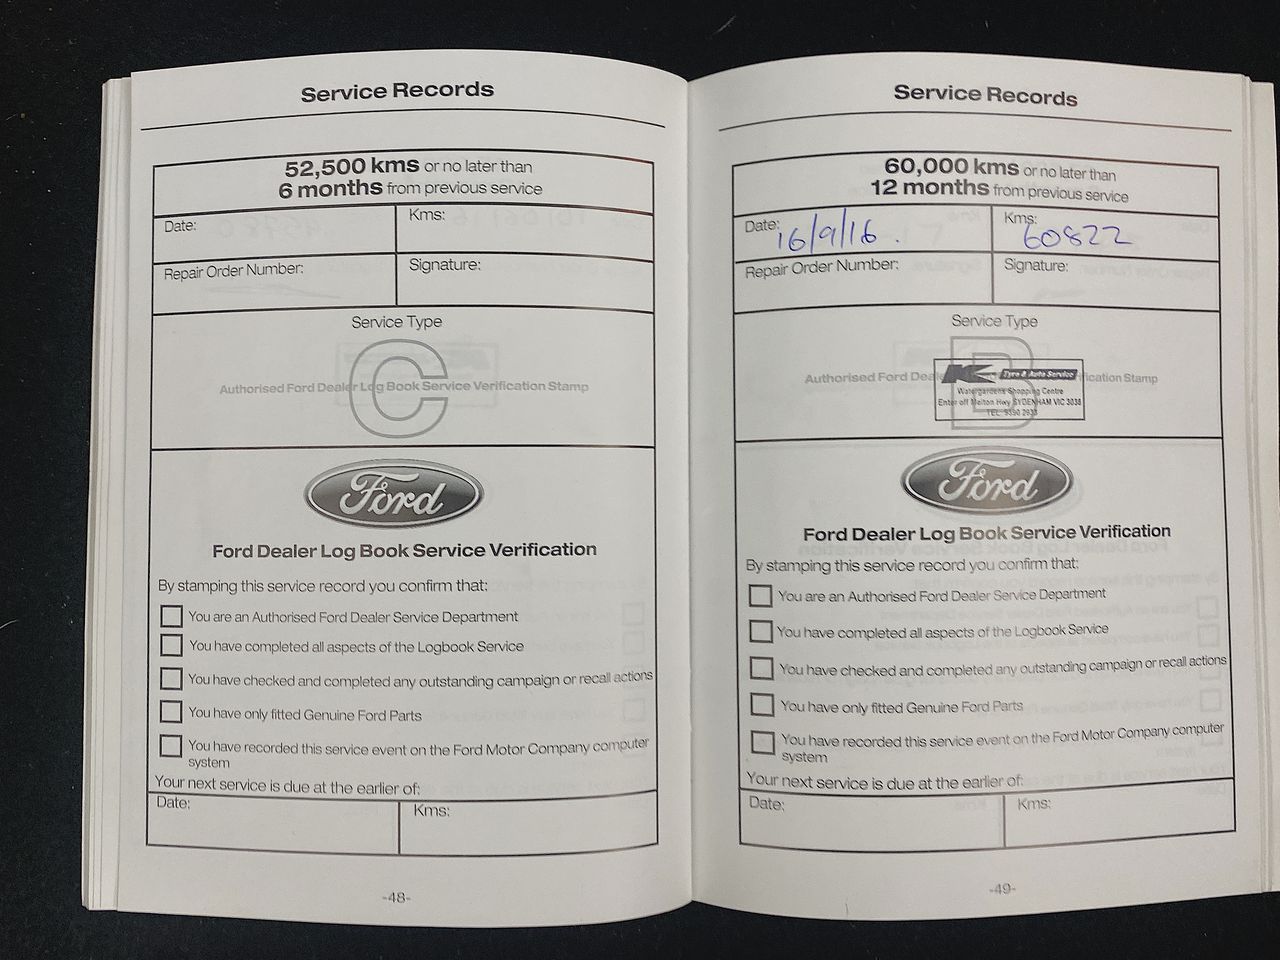 Service Records
52,500 kms or no later than
6 months from previous service
Date:
Kms:
Repair Order Number:
Signature:
Service Type
C
Authorised Ford Dealer Log Book Service Verification Stamp
Ford
Ford Dealer Log Book Service Verification
By stamping this service record you confirm that:
You are an Authorised Ford Dealer Service Department
You have completed all aspects of the Logbook Service
You have checked and completed any outstanding campaign or recall actions
You have only fitted Genuine Ford Parts
You have recorded this service event on the Ford Motor Company computer
system
Your next service is due at the earlier of:
Date:
Kms:
-48-
Service Records
60,000 kms or no later than
12 months from previous service
Date: 16/9/16.
Kms: 60822
Repair Order Number:
Signature:
Service Type
B
Authorised Ford Dea ification Stamp
K Tyre & Auto Service
Watergardens Shopping Centre
Enter off Melton Hwy SYDENHAM VIC 3038
TEL:
Ford
Ford Dealer Log Book Service Verification
By stamping this service record you confirm that:
You are an Authorised Ford Dealer Service Department
You have completed all aspects of the Logbook Service
You have checked and completed any outstanding campaign or recall actions
You have only fitted Genuine Ford Parts
You have recorded this service event on the Ford Motor Company computer
system
Your next service is due at the earlier of:
Date:
Kms:
-49-